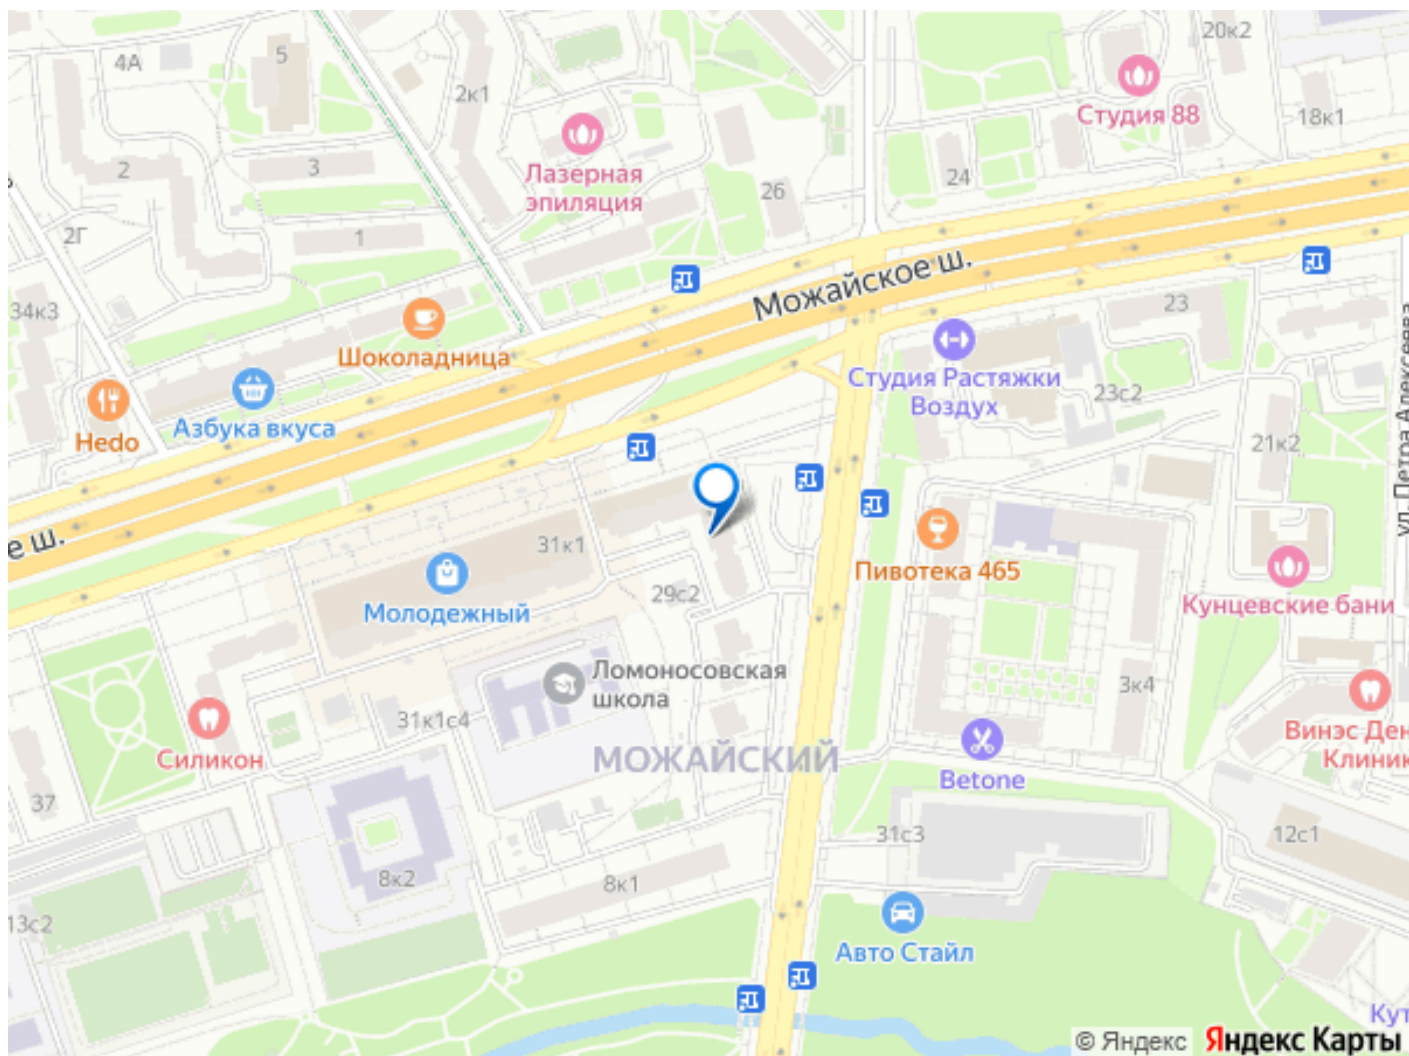 20к2
4А
5
2к1
Студия 88
18к1
Лазерная
эпиляция
2
3
26
24
2Г
1
Можайское ш.
34к3
23
Шоколадница
Студия Растяжки
Воздух
23с2
Hedo
Азбука вкуса
21к2
ул. Петра Алексеева
е ш.
31к1
Пивотека 465
Молодежный
29с2
Кунцевские бани
Ломоносовская
школа
3к4
31к1с4
Силикон
МОЖАЙСКИЙ
Винэс Ден
Клиник
Betone
37
31с3
12с1
8к2
8к1
13с2
Авто Стайл
Кут
© Яндекс
Яндекс Карты